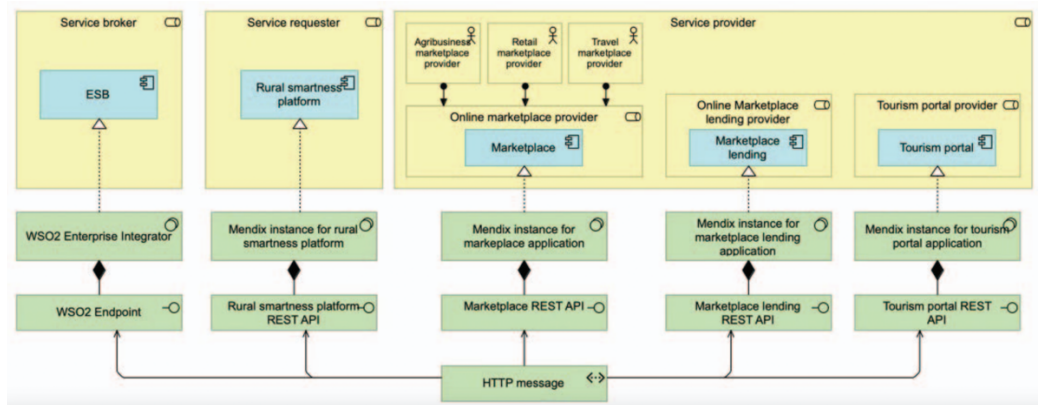 Service broker
ESB
WSO2 Enterprise Integrator
WSO2 Endpoint
Service requester
Rural smartness
platform
Mendix instance for rural
smartness platform
Rural smartness platform
REST API
Service provider
Agribusiness
marketplace
provider
Retail
marketplace
provider
Travel
marketplace
provider
Online marketplace provider
Marketplace
Mendix instance for
markeplace application
Marketplace REST API
Online Marketplace
lending provider
Marketplace
lending
Mendix instance for
marketplace lending
application
Marketplace lending
REST API
Tourism portal provider
Tourism portal
Mendix instance for tourism
portal application
Tourism portal REST
API
HTTP message